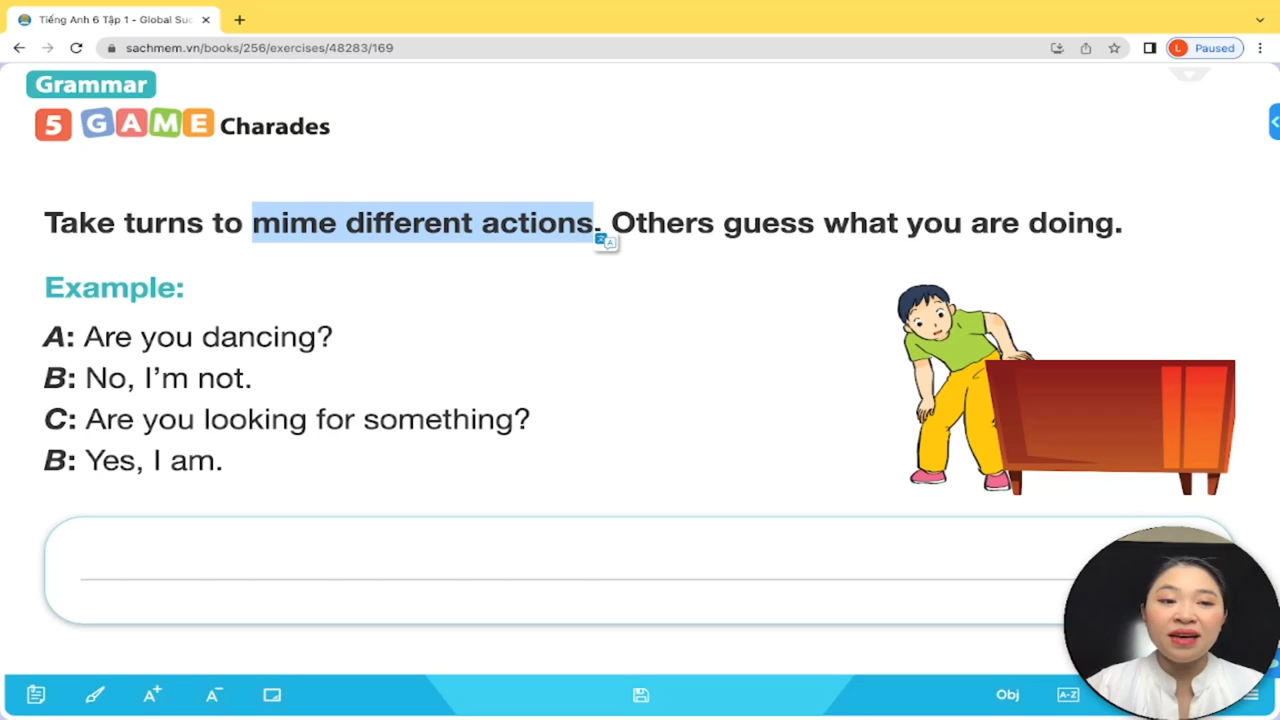 Tiếng Anh 6 Tập 1 - Global Suc
sachmem.vn/books/256/exercises/48283/169
L Paused
Grammar
5 GAME Charades
Take turns to mime different actions. Others guess what you are doing.
Example:
A: Are you dancing?
B: No, I'm not.
C: Are you looking for something?
B: Yes, I am.
A+ A- Obj A-Z